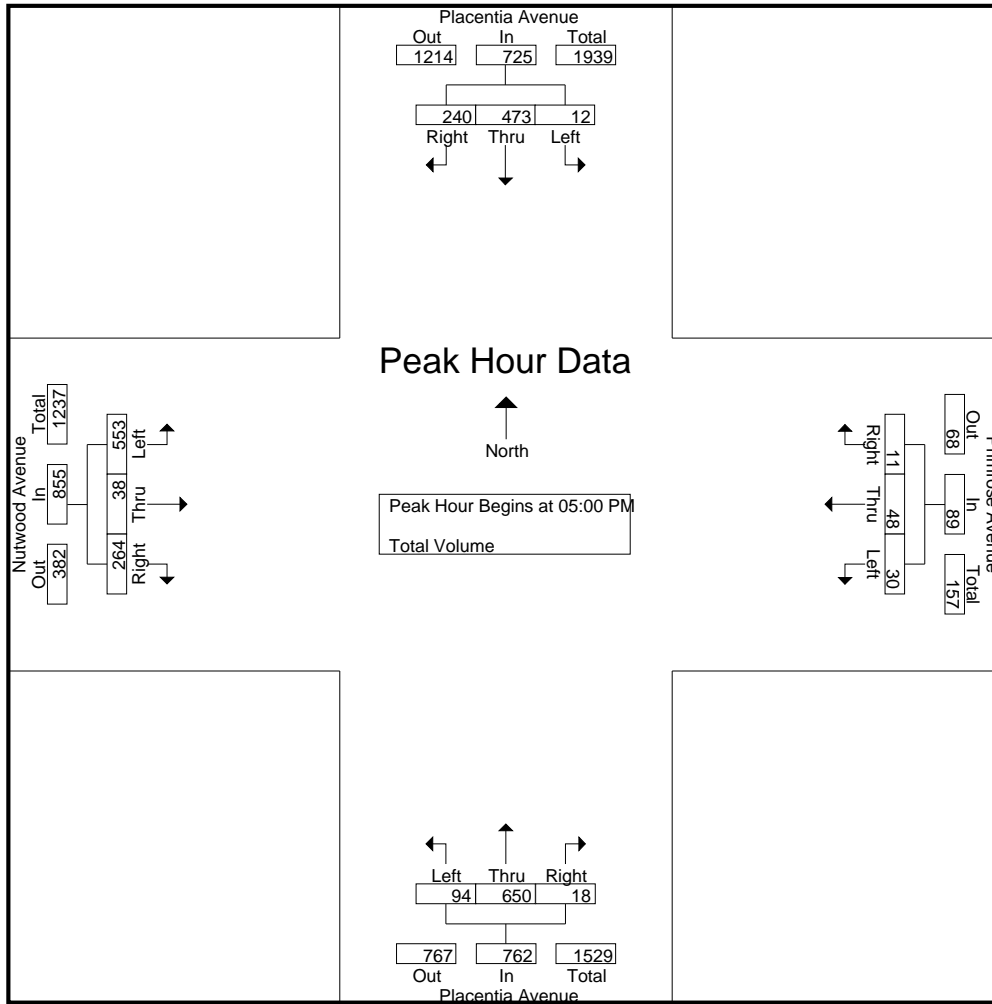 Placentia Avenue
Out In Total
1214 725 1939
240 473 12
Right Thru Left
Peak Hour Data
North
Peak Hour Begins at 05:00 PM
Total Volume
Nutwood Avenue
Out In Total
382 855 1237
264 38 553
Right Thru Left
Primrose Avenue
Out In Total
68 89 157
11 48 30
Right Thru Left
Left Thru Right
94 650 18
767 762 1529
Out In Total
Placentia Avenue